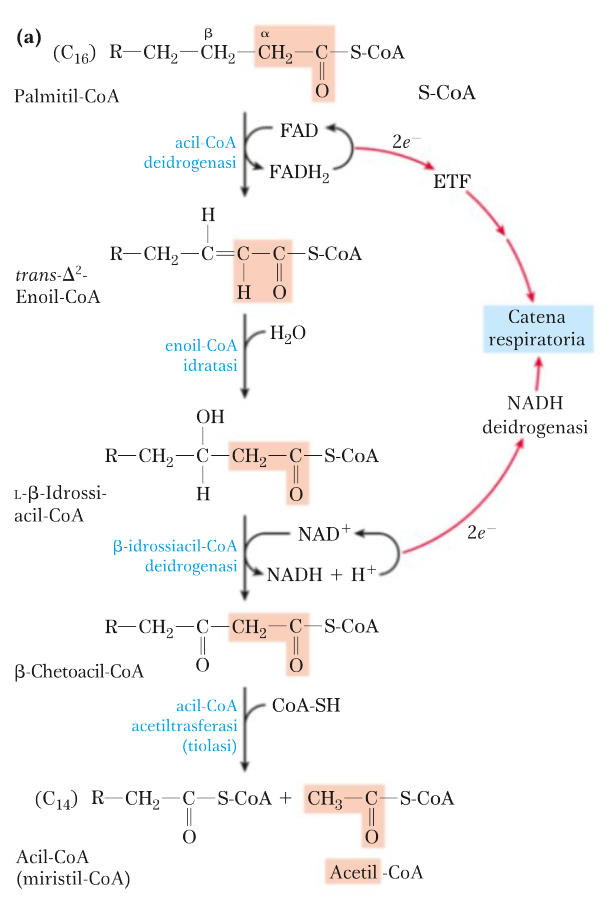 (a)
β α
(C₁₆) R—CH₂—CH₂—CH₂—C—S-CoA
O
Palmitil-CoA
S-CoA
acil-CoA
deidrogenasi
FAD
FADH₂
2e⁻
ETF
H
R—CH₂—C=C—C—S-CoA
H O
trans-Δ²-
Enoil-CoA
Catena
respiratoria
enoil-CoA
idratasi
H₂O
NADH
deidrogenasi
OH
R—CH₂—C—CH₂—C—S-CoA
H O
L-β-Idrossi-
acil-CoA
β-idrossiacil-CoA
deidrogenasi
NAD⁺
NADH + H⁺
2e⁻
R—CH₂—C—CH₂—C—S-CoA
O O
β-Chetoacil-CoA
acil-CoA
acetiltrasferasi
(tiolasi)
CoA-SH
(C₁₄) R—CH₂—C—S-CoA + CH₃—C—S-CoA
O O
Acil-CoA
(miristil-CoA)
Acetil-CoA